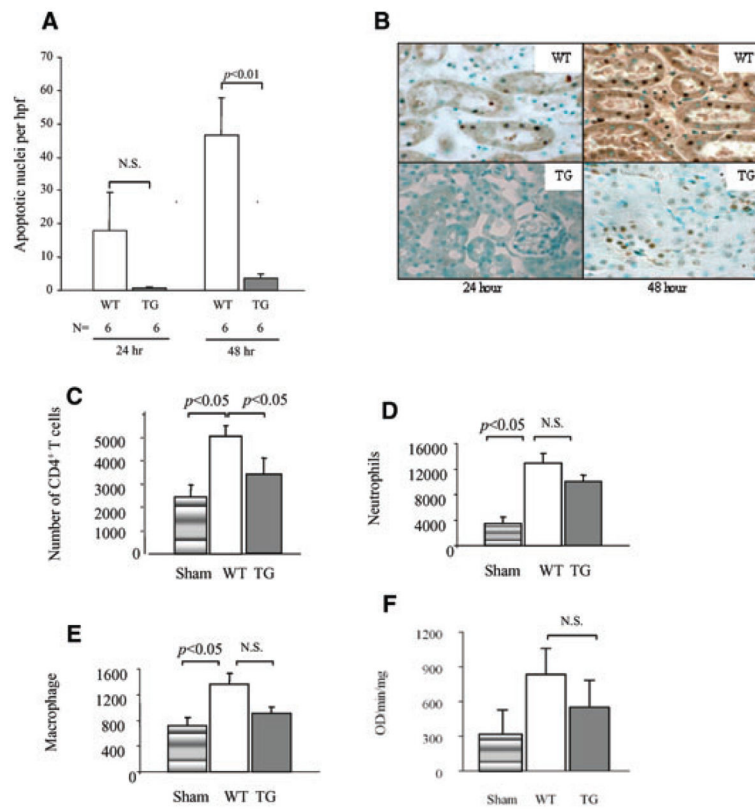 A
Apoptotic nuclei per hpf
70
60
50
40
30
20
10
0
N.S.
p<0.01
WT TG WT TG
N= 6 6 6 6
24 hr 48 hr
B
WT WT
TG TG
24 hour 48 hour
C
p<0.05 p<0.05
Number of CD4+ T cells
5000
4000
3000
2000
1000
0
Sham WT TG
D
p<0.05 N.S.
Neutrophils
16000
12000
8000
4000
0
Sham WT TG
E
p<0.05 N.S.
Macrophage
1600
1200
800
400
0
Sham WT TG
F
N.S.
OD/min/mg
1200
900
600
300
0
Sham WT TG